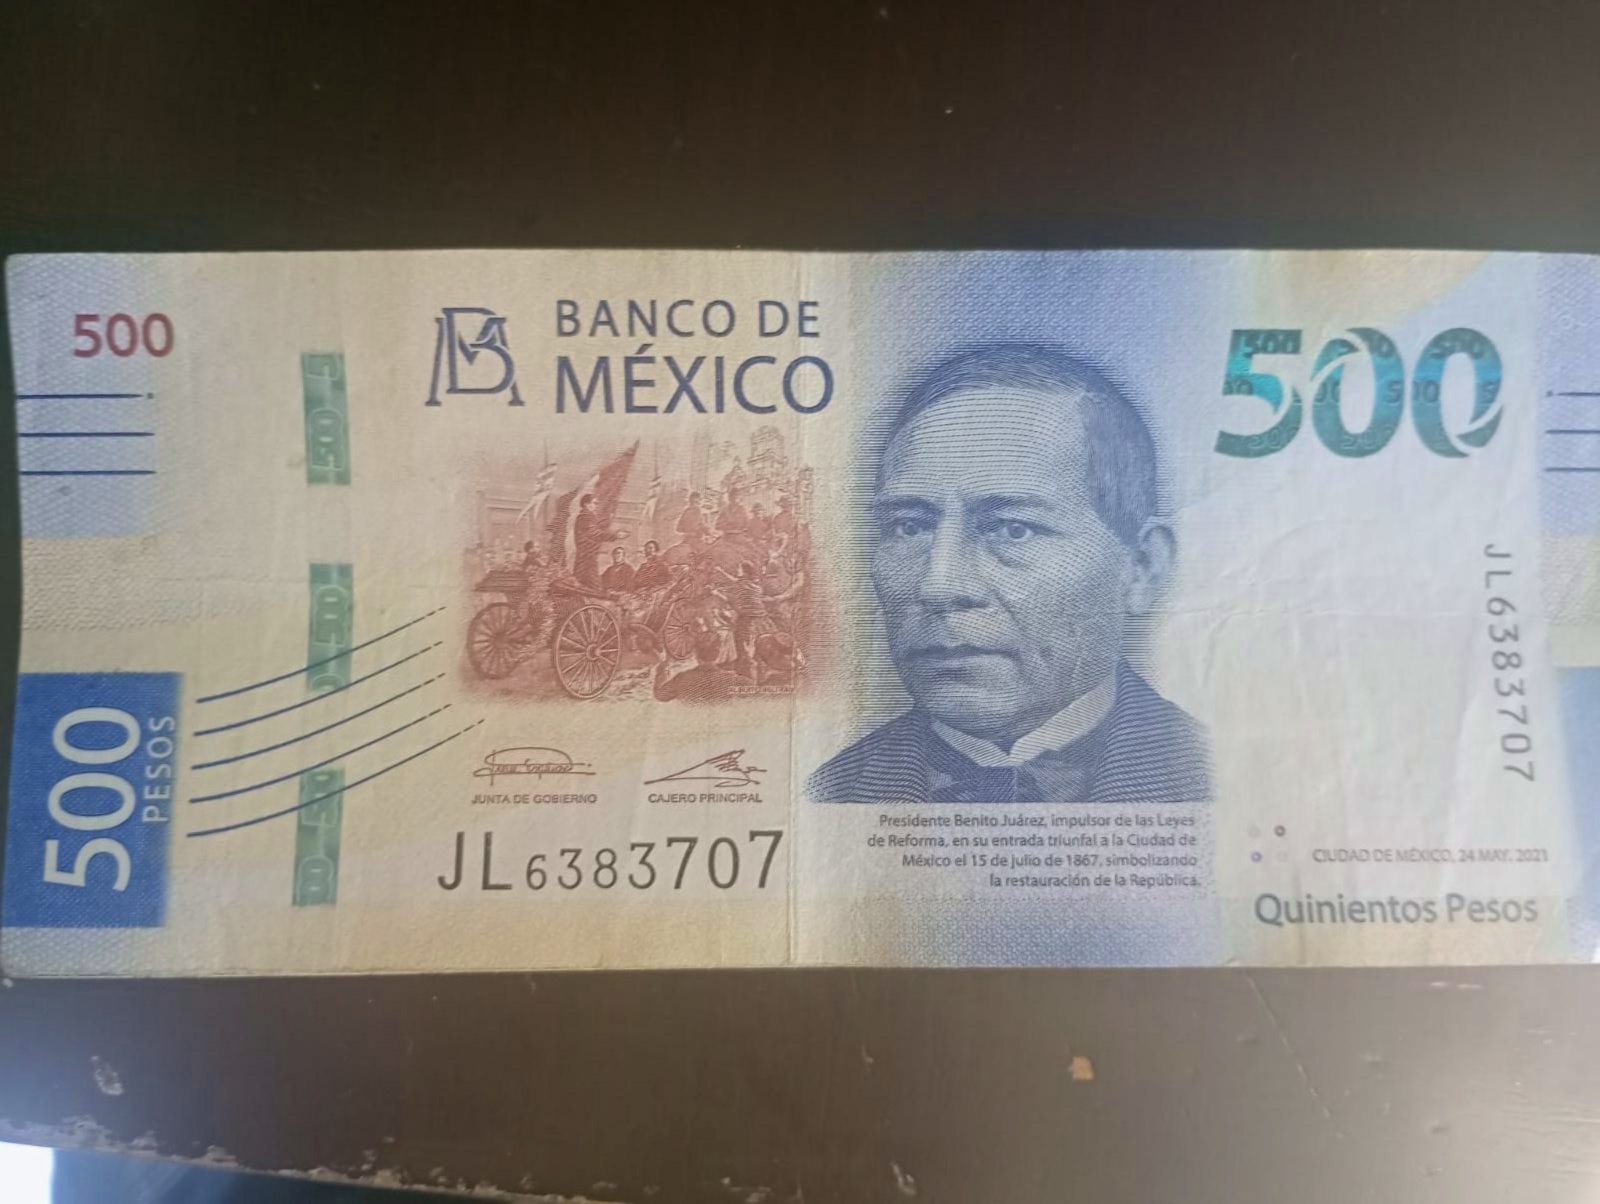 500
BANCO DE
MÉXICO
500
500 PESOS
JUNTA DE GOBIERNO
CAJERO PRINCIPAL
JL6383707
Presidente Benito Juárez, impulsor de las Leyes
de Reforma, en su entrada triunfal a la Ciudad de
México el 15 de julio de 1867, simbolizando
la restauración de la República.
JL6383707
CIUDAD DE MÉXICO, 24 MAY. 2021
Quinientos Pesos